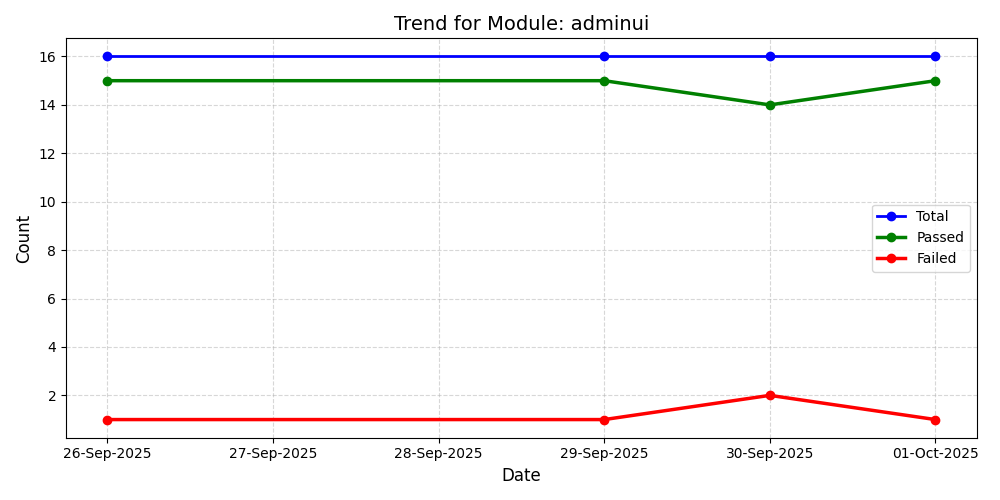 Trend for Module: adminui
16
14
12
10
8
6
4
2
Count
Total
Passed
Failed
26-Sep-2025 27-Sep-2025 28-Sep-2025 29-Sep-2025 30-Sep-2025 01-Oct-2025
Date